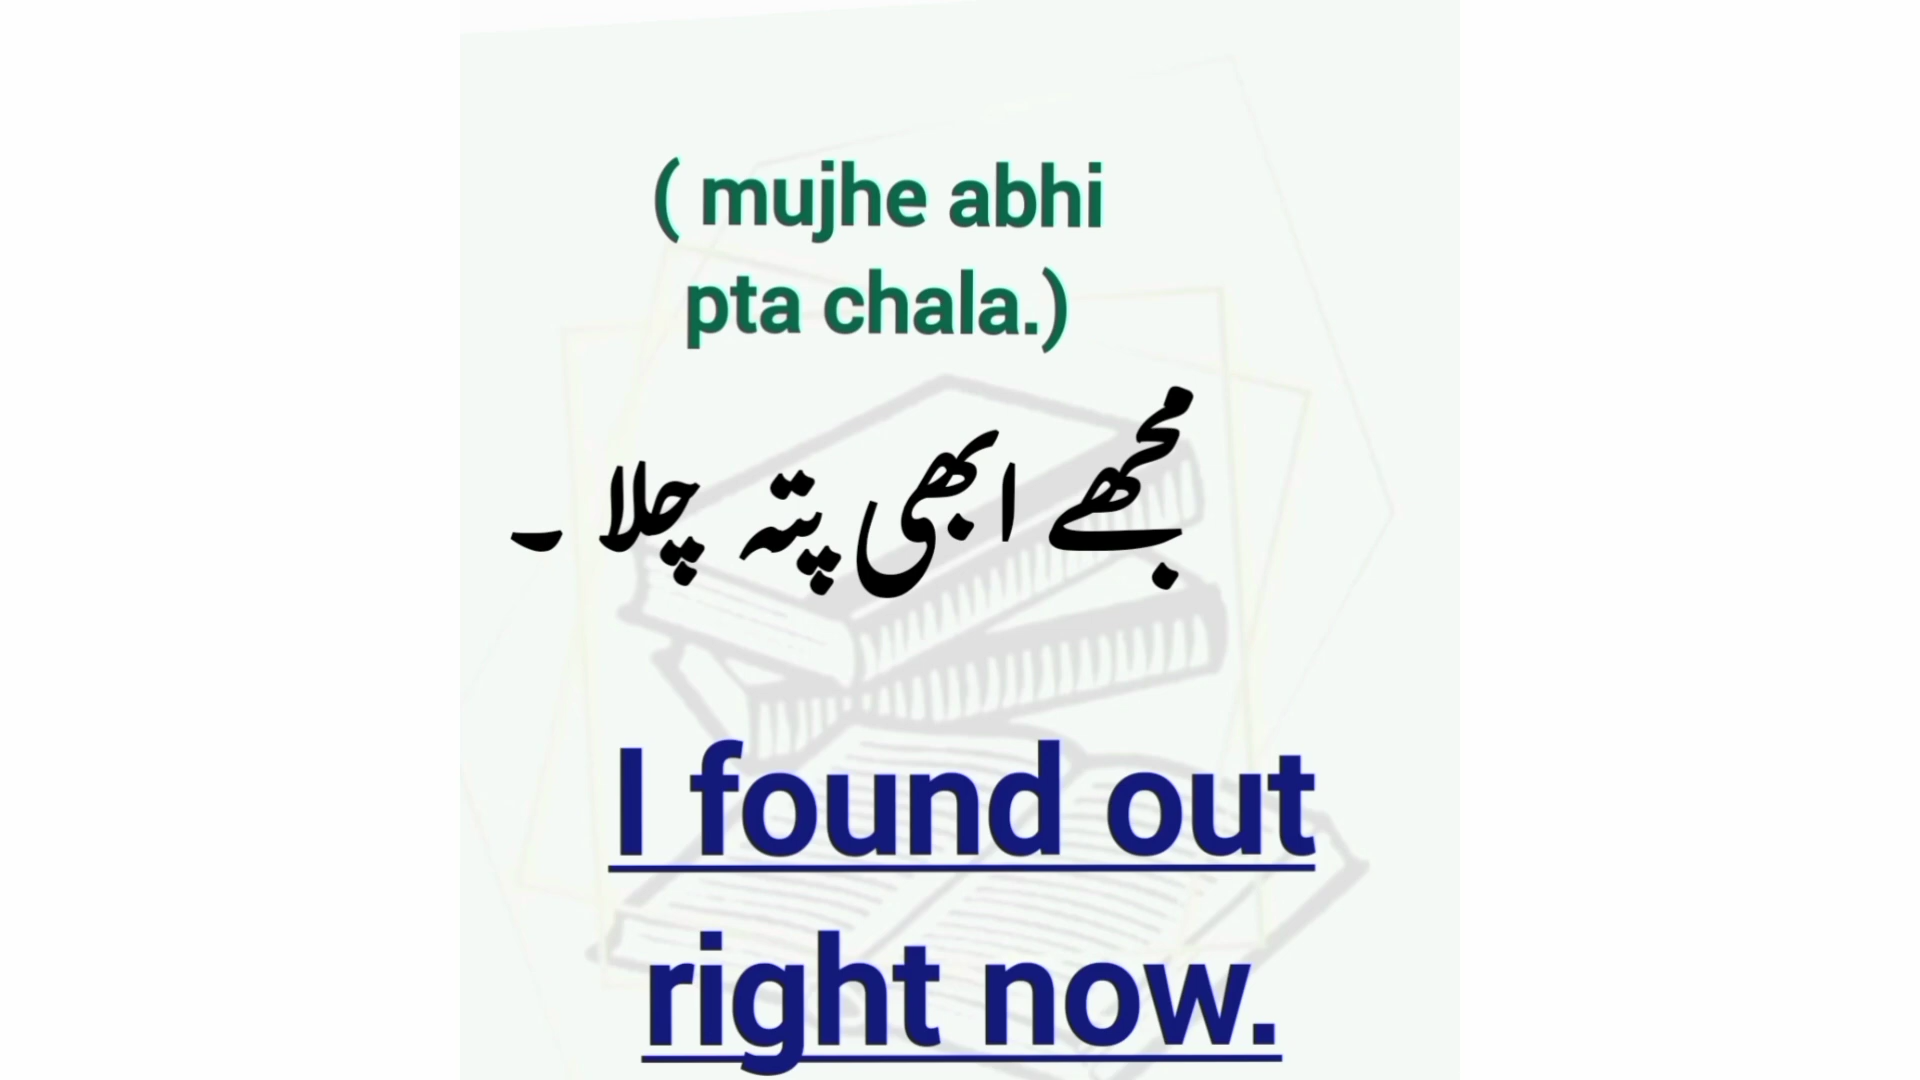 ( mujhe abhi
pta chala.)
مجھے ابھی پتہ چلا ۔
I found out
right now.